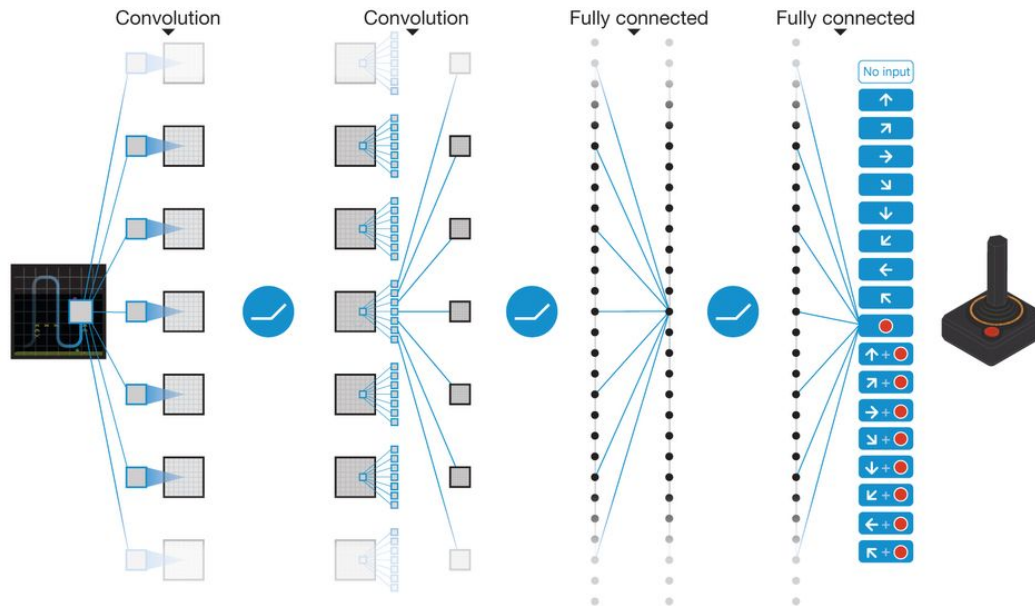 Convolution
Convolution
Fully connected
Fully connected
No input
+
+
+
+
+
+
+
+